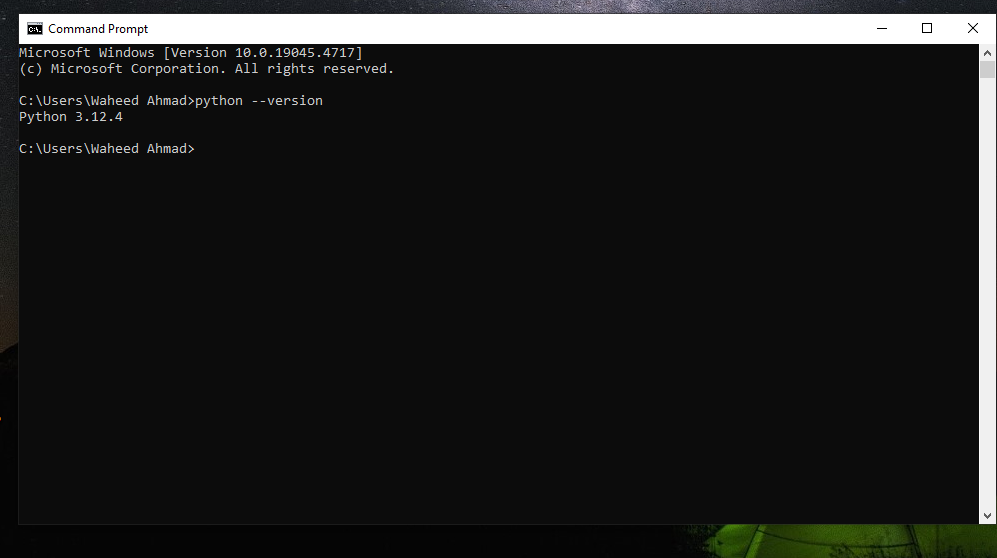 Command Prompt
Microsoft Windows [Version 10.0.19045.4717]
(c) Microsoft Corporation. All rights reserved.
C:\Users\Waheed Ahmad>python --version
Python 3.12.4
C:\Users\Waheed Ahmad>